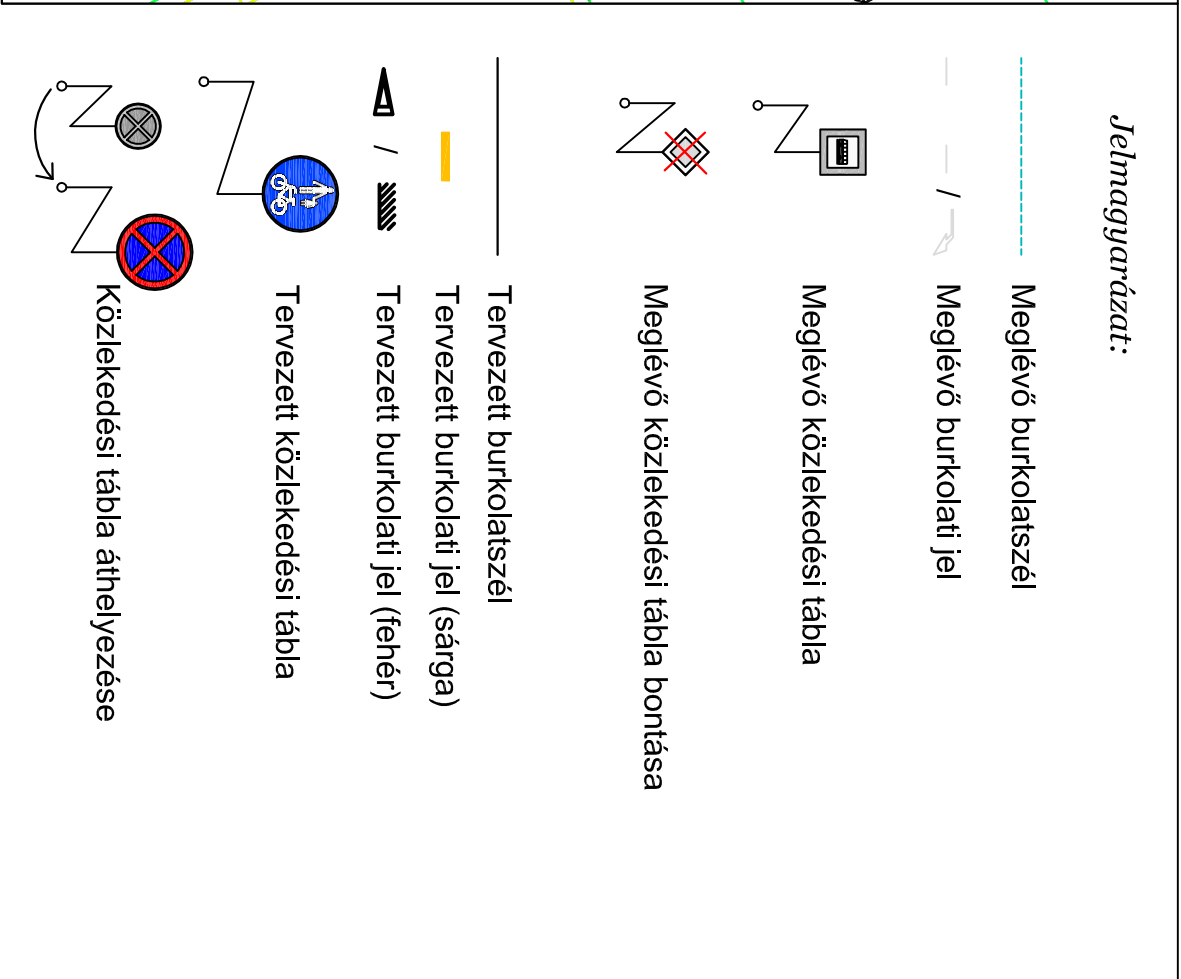 Jelmagyarázat:
Meglévő burkolatszél
/ Meglévő burkolati jel
Meglévő közlekedési tábla
Meglévő közlekedési tábla bontása
Tervezett burkolatszél
Tervezett burkolati jel (sárga)
/ Tervezett burkolati jel (fehér)
Tervezett közlekedési tábla
Közlekedési tábla áthelyezése